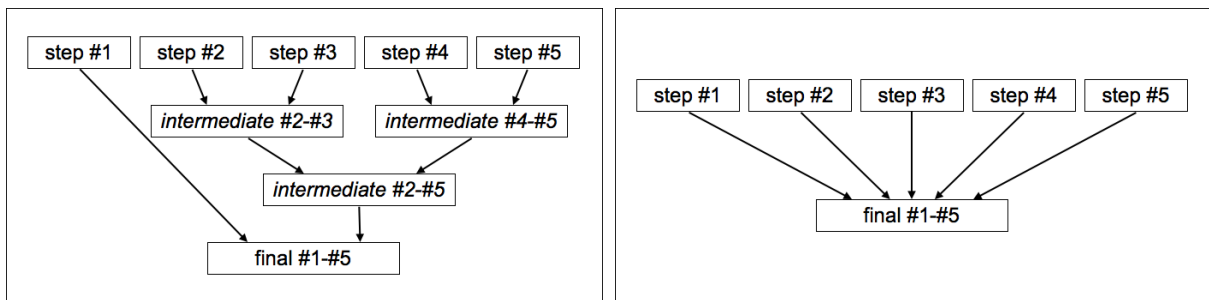 step #1
step #2
step #3
step #4
step #5
intermediate #2-#3
intermediate #4-#5
intermediate #2-#5
final #1-#5
step #1
step #2
step #3
step #4
step #5
final #1-#5